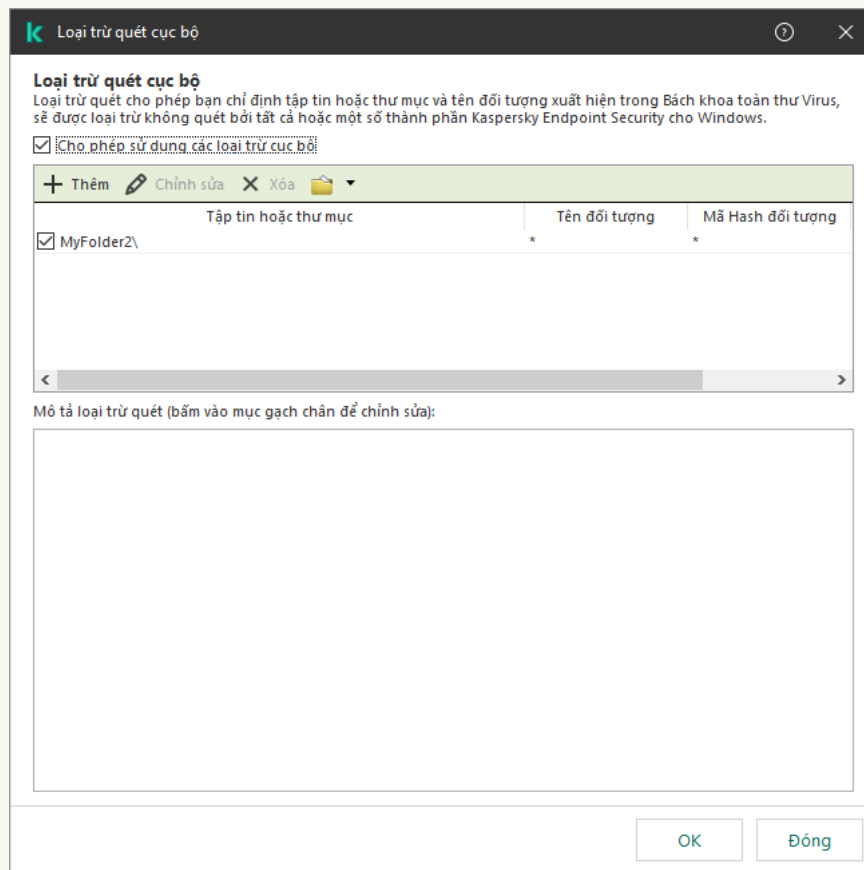 Loại trừ quét cục bộ
Loại trừ quét cục bộ
Loại trừ quét cho phép bạn chỉ định tập tin hoặc thư mục và tên đối tượng xuất hiện trong Bách khoa toàn thư Virus,
sẽ được loại trừ không quét bởi tất cả hoặc một số thành phần Kaspersky Endpoint Security cho Windows.
Cho phép sử dụng các loại trừ cục bộ
Thêm Chỉnh sửa Xóa
Tập tin hoặc thư mục Tên đối tượng Mã Hash đối tượng
MyFolder2\ * *
Mô tả loại trừ quét (bấm vào mục gạch chân để chỉnh sửa):
OK Đóng